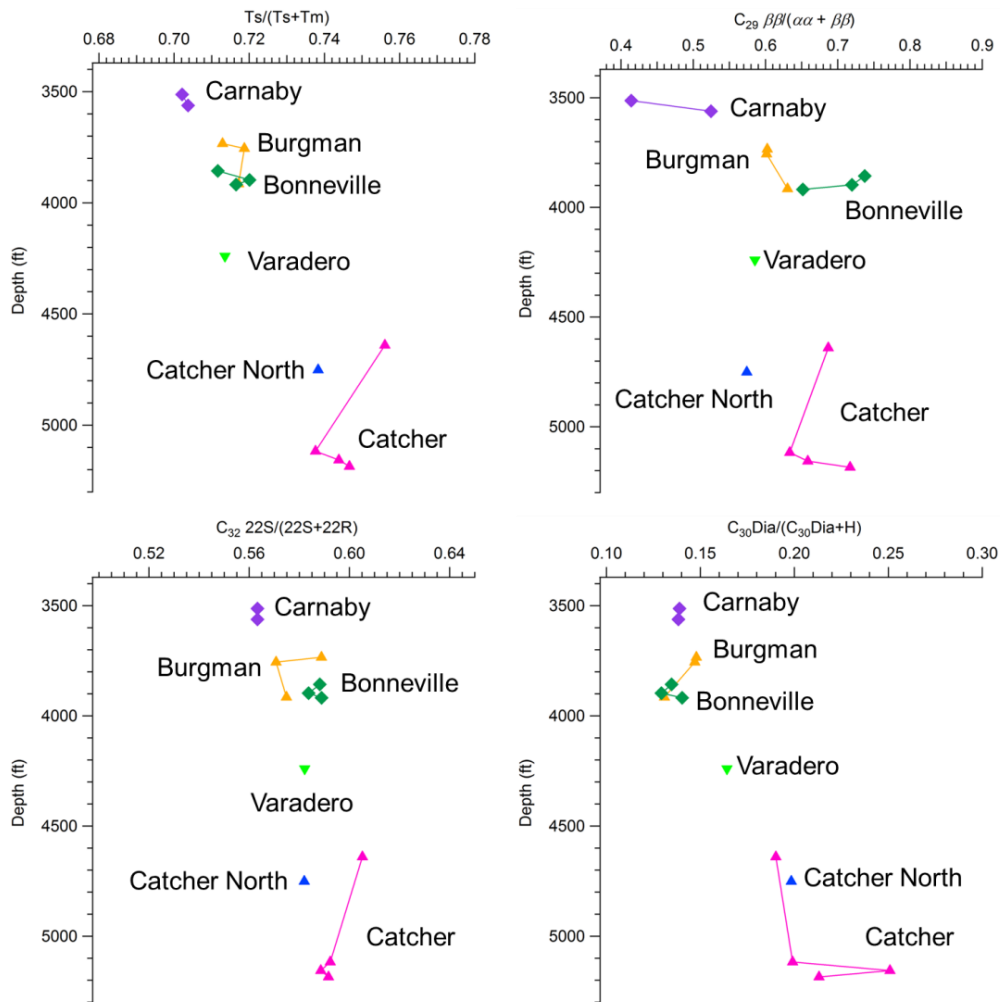 Ts/(Ts+Tm)
0.68 0.70 0.72 0.74 0.76 0.78
3500
4000
4500
5000
Depth (ft)
Carnaby
Burgman
Bonneville
Varadero
Catcher North
Catcher
C₂₉ ββ/(αα + ββ)
0.4 0.5 0.6 0.7 0.8 0.9
3500
4000
4500
5000
Depth (ft)
Carnaby
Burgman
Bonneville
Varadero
Catcher North
Catcher
C₃₂ 22S/(22S+22R)
0.52 0.56 0.60 0.64
3500
4000
4500
5000
Depth (ft)
Carnaby
Burgman
Bonneville
Varadero
Catcher North
Catcher
C₃₀Dia/(C₃₀Dia+H)
0.10 0.15 0.20 0.25 0.30
3500
4000
4500
5000
Depth (ft)
Carnaby
Burgman
Bonneville
Varadero
Catcher North
Catcher